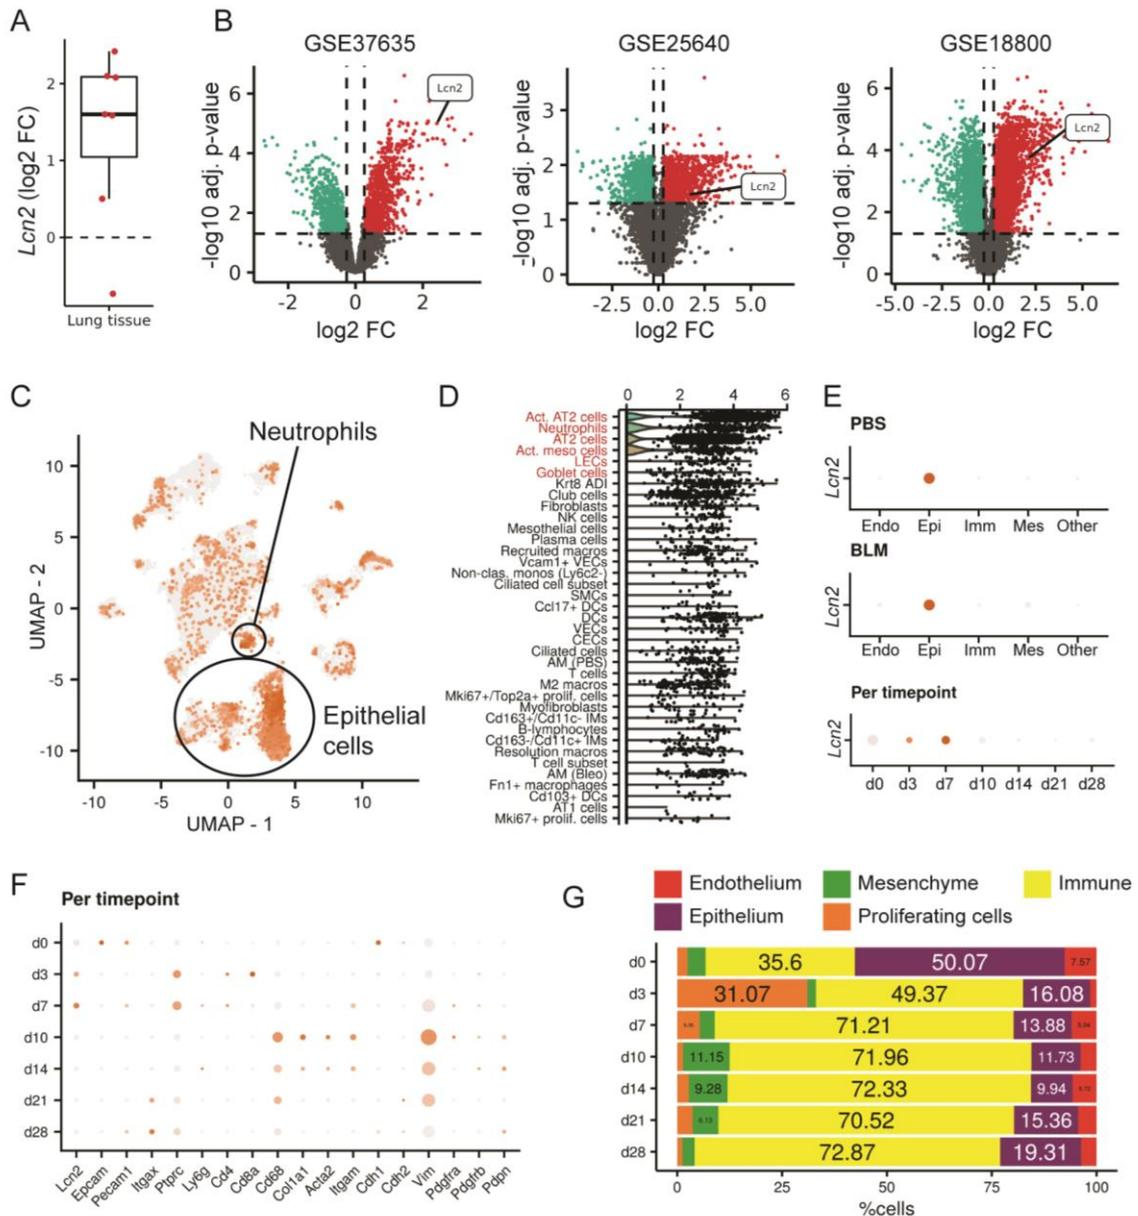 A
Lcn2 (log2 FC)
2
1
0
Lung tissue
B
GSE37635
-log10 adj. p-value
6
4
2
0
Lcn2
-2
0
2
log2 FC
GSE25640
-log10 adj. p-value
3
2
1
0
Lcn2
-2.5
0
2.5
5.0
log2 FC
GSE18800
-log10 adj. p-value
6
4
2
0
Lcn2
-5.0
-2.5
0.0
2.5
5.0
log2 FC
C
Neutrophils
Epithelial
cells
UMAP - 2
10
5
0
-5
-10
-10
-5
0
5
10
UMAP - 1
D
0 2 4 6
Act. AT2 cells
Neutrophils
AT2 cells
Act. meso cells
LECs
Goblet cells
Krt8 ADI
Club cells
Fibroblasts
NK cells
Mesothelial cells
Plasma cells
Recruited macros
Vcam1+ VECs
Non-clas. monos (Ly6c2-)
Ciliated cell subset
SMCs
Ccl17+ DCs
DCs
VECs
CECs
Ciliated cells
AM (PBS)
T cells
M2 macros
Mki67+/Top2a+ prolif. cells
Myofibroblasts
Cd163+/Cd11c- IMs
B-lymphocytes
Cd163-/Cd11c+ IMs
Resolution macros
T cell subset
AM (Bleo)
Fn1+ macrophages
Cd103+ DCs
AT1 cells
Mki67+ prolif. cells
E
PBS
Lcn2
Endo Epi Imm Mes Other
BLM
Lcn2
Endo Epi Imm Mes Other
Per timepoint
Lcn2
d0 d3 d7 d10 d14 d21 d28
F
Per timepoint
d0
d3
d7
d10
d14
d21
d28
Lcn2 Epcam Pecam1 Itgax Ptprc Ly6g Cd4 Cd8a Cd68 Col1a1 Acta2 Itgam Cdh1 Cdh2 Vim Pdgfra Pdgfrb Pdpn
G
Endothelium Mesenchyme Immune
Epithelium Proliferating cells
d0 35.6 50.07 7.57
d3 31.07 49.37 16.08
d7 71.21 13.88
d10 11.15 71.96 11.73
d14 9.28 72.33 9.94
d21 6.13 70.52 15.36
d28 72.87 19.31
0 25 50 75 100
%cells